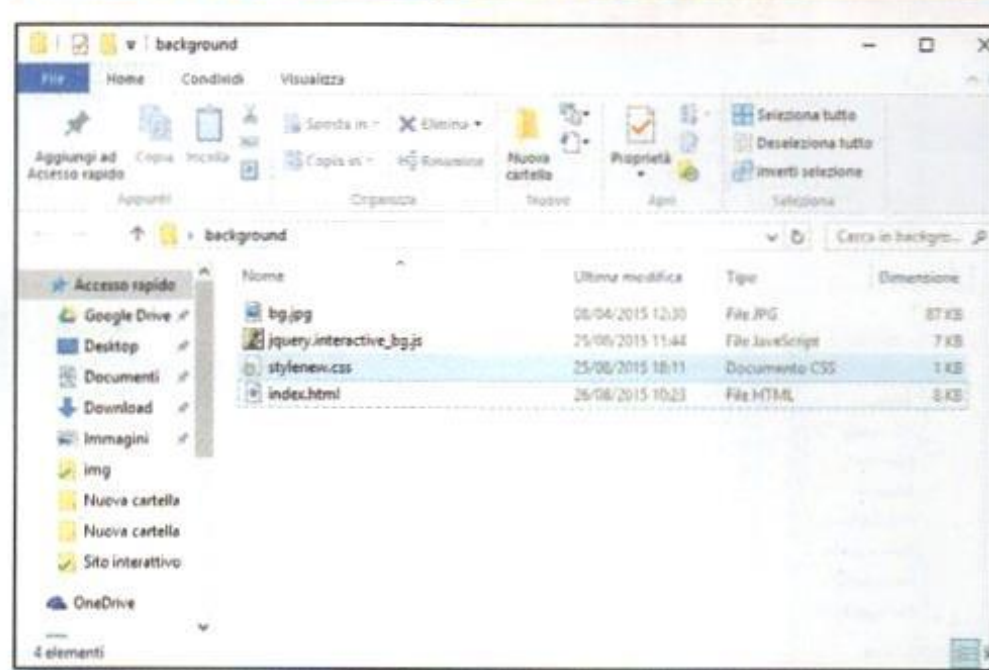 background
File Home Condividi Visualizza
Aggiungi ad Accesso rapido
Copia
Incolla
Sposta in
Copia in
Elimina
Rinomina
Nuova cartella
Proprietà
Seleziona tutto
Deseleziona tutto
Inverti selezione
Appunti Organizza Nuovo Apri Seleziona
background
Cerca in backgro...
Nome Ultima modifica Tipo Dimensione
bg.jpg 08/04/2015 12:30 File JPG 87 KB
jquery.interactive_bg.js 25/06/2015 11:44 File JavaScript 7 KB
stylenew.css 25/08/2015 18:11 Documento CSS 1 KB
index.html 26/08/2015 10:23 File HTML 8 KB
Accesso rapido
Google Drive
Desktop
Documenti
Download
Immagini
img
Nuova cartella
Nuova cartella
Sito interattivo
OneDrive
4 elementi